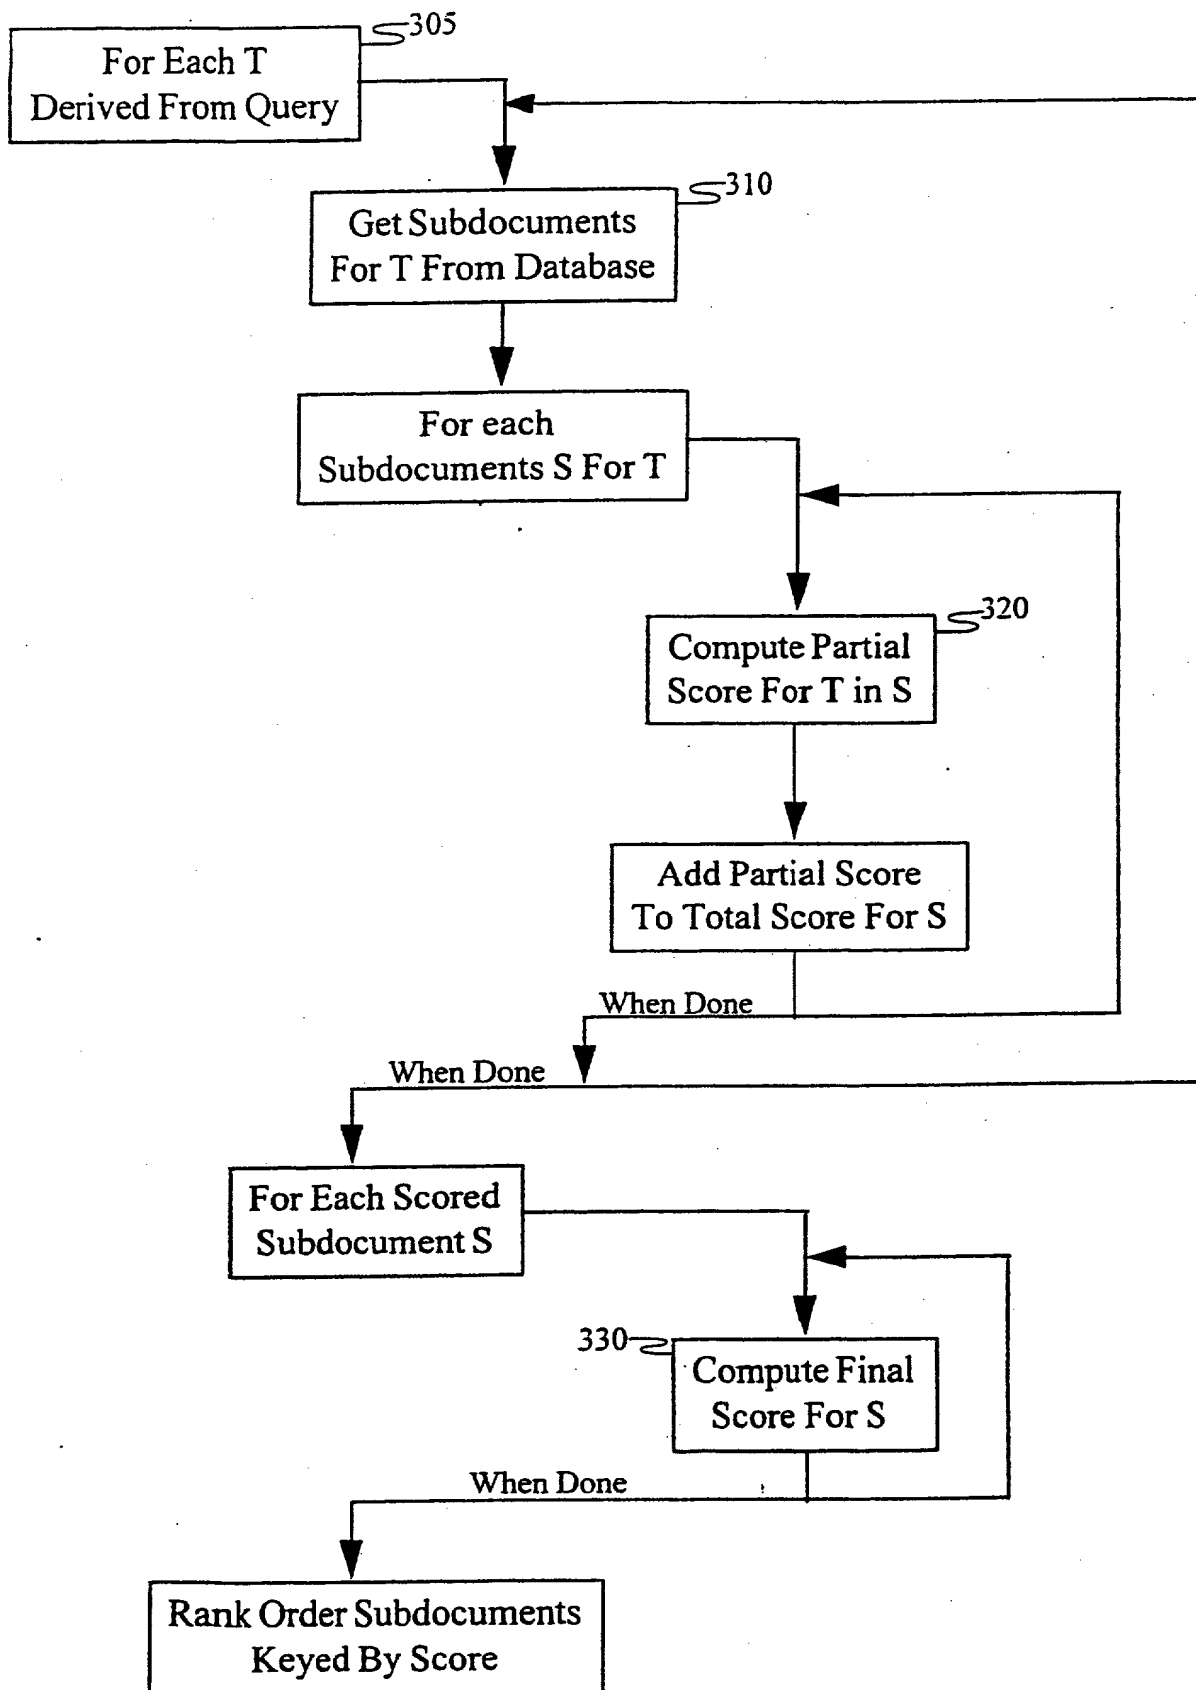 305
For Each T
Derived From Query
310
Get Subdocuments
For T From Database
For each
Subdocuments S For T
320
Compute Partial
Score For T in S
Add Partial Score
To Total Score For S
When Done
When Done
For Each Scored
Subdocument S
330
Compute Final
Score For S
When Done
Rank Order Subdocuments
Keyed By Score